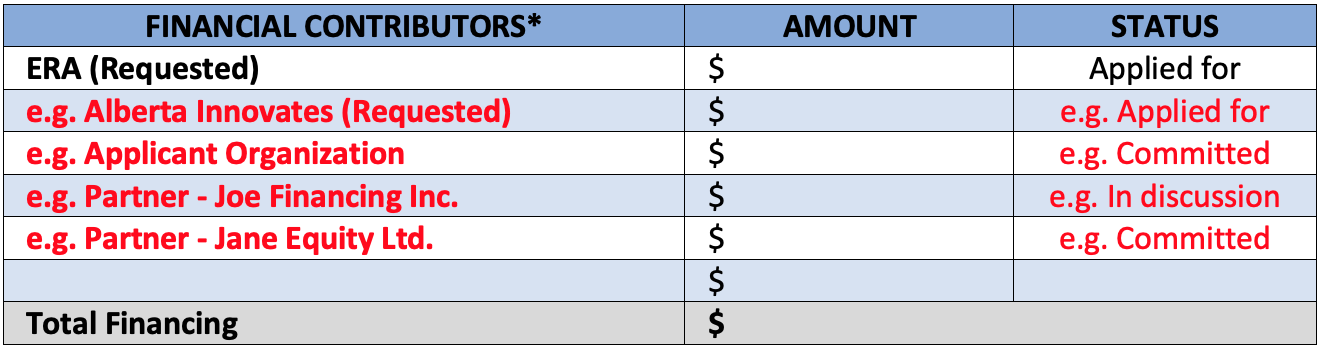 FINANCIAL CONTRIBUTORS* AMOUNT STATUS
ERA (Requested) $ Applied for
e.g. Alberta Innovates (Requested) $ e.g. Applied for
e.g. Applicant Organization $ e.g. Committed
e.g. Partner - Joe Financing Inc. $ e.g. In discussion
e.g. Partner - Jane Equity Ltd. $ e.g. Committed
$
Total Financing $